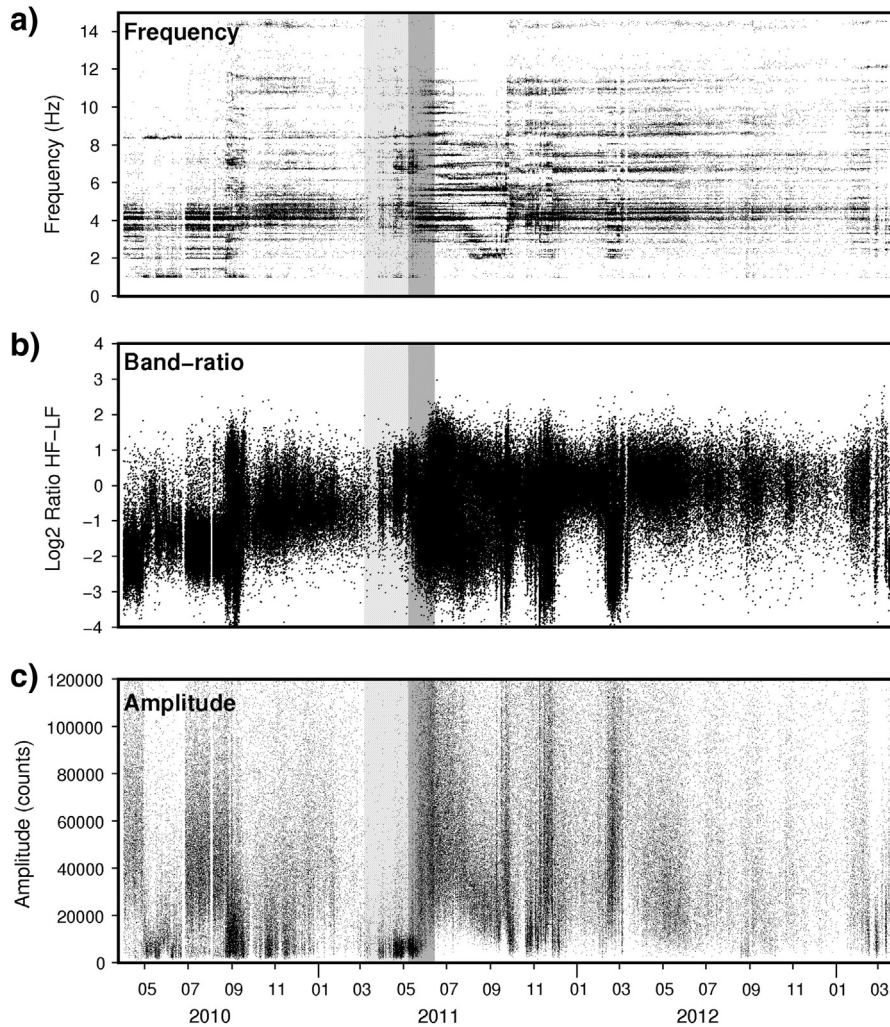 a)
Frequency
14
12
10
8
6
4
2
0
Frequency (Hz)
b)
Band-ratio
4
3
2
1
0
-1
-2
-3
-4
Log2 Ratio HF-LF
c)
Amplitude
120000
100000
80000
60000
40000
20000
0
Amplitude (counts)
05 07 09 11 01 03 05 07 09 11 01 03 05 07 09 11 01 03
2010 2011 2012